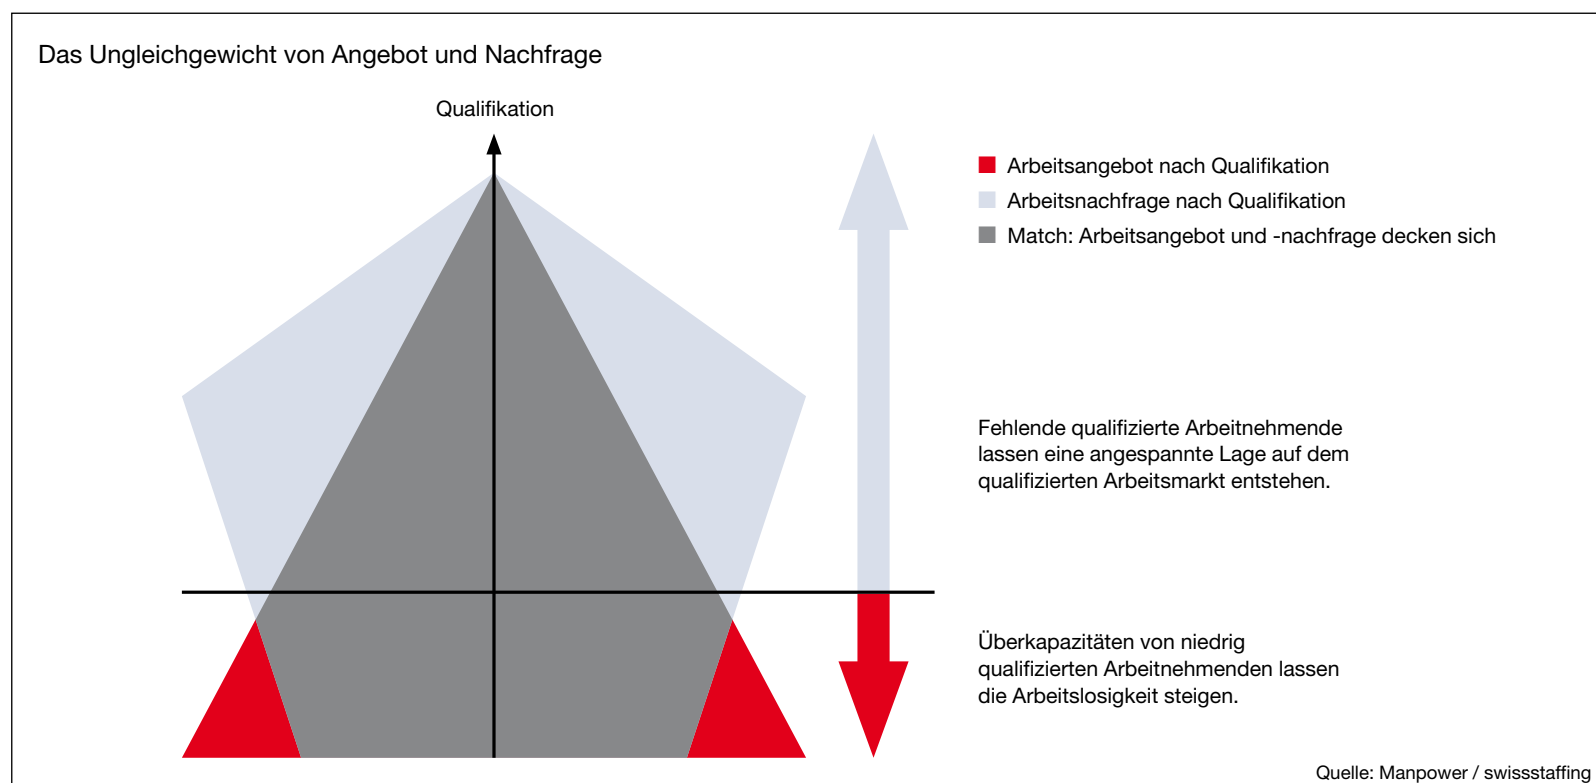 Das Ungleichgewicht von Angebot und Nachfrage
Qualifikation
Arbeitsangebot nach Qualifikation
Arbeitsnachfrage nach Qualifikation
Match: Arbeitsangebot und -nachfrage decken sich
Fehlende qualifizierte Arbeitnehmende
lassen eine angespannte Lage auf dem
qualifizierten Arbeitsmarkt entstehen.
Überkapazitäten von niedrig
qualifizierten Arbeitnehmenden lassen
die Arbeitslosigkeit steigen.
Quelle: Manpower / swissstaffing